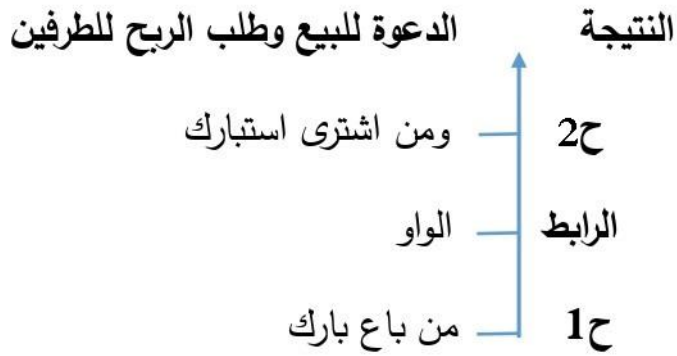 النتيجة الدعوة للبيع وطلب الربح للطرفين
ح2 ومن اشترى استبارك
الرابط الواو
ح1 من باع بارك